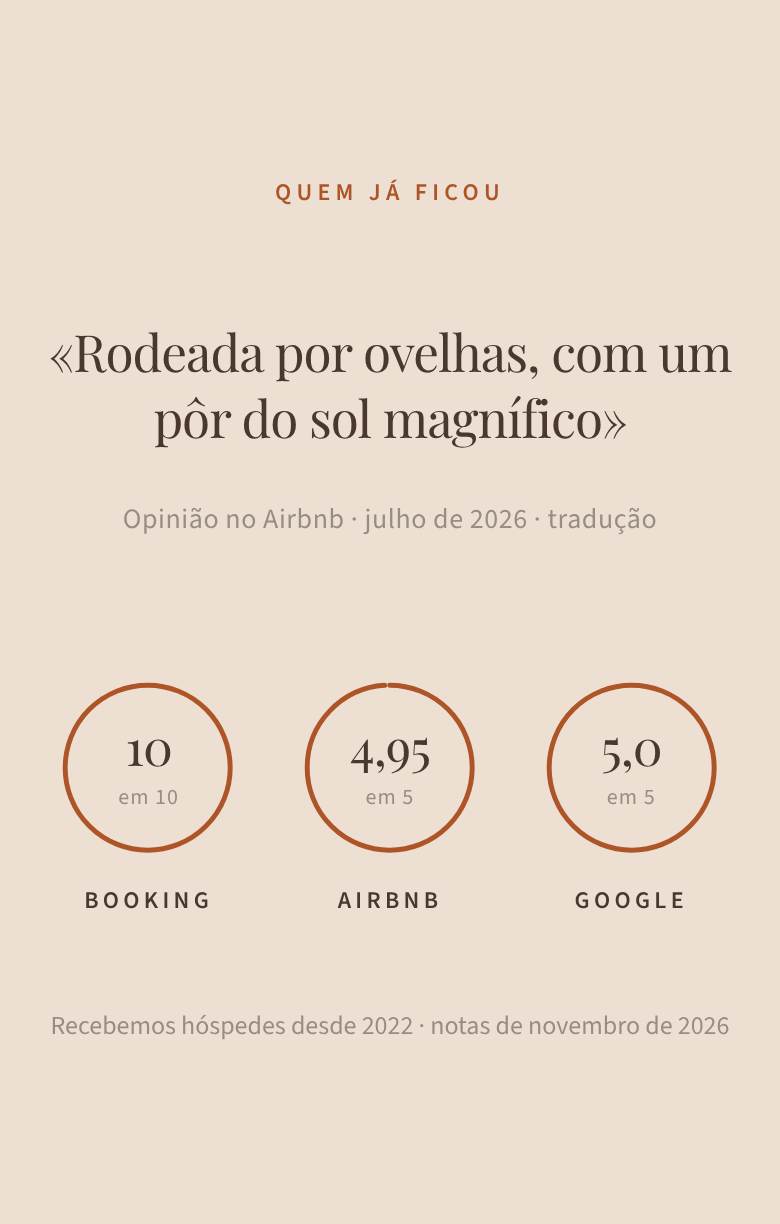 QUEM JÁ FICOU
«Rodeada por ovelhas, com um
pôr do sol magnífico»
Opinião no Airbnb · julho de 2026 · tradução
10
em 10
BOOKING
4,95
em 5
AIRBNB
5,0
em 5
GOOGLE
Recebemos hóspedes desde 2022 · notas de novembro de 2026